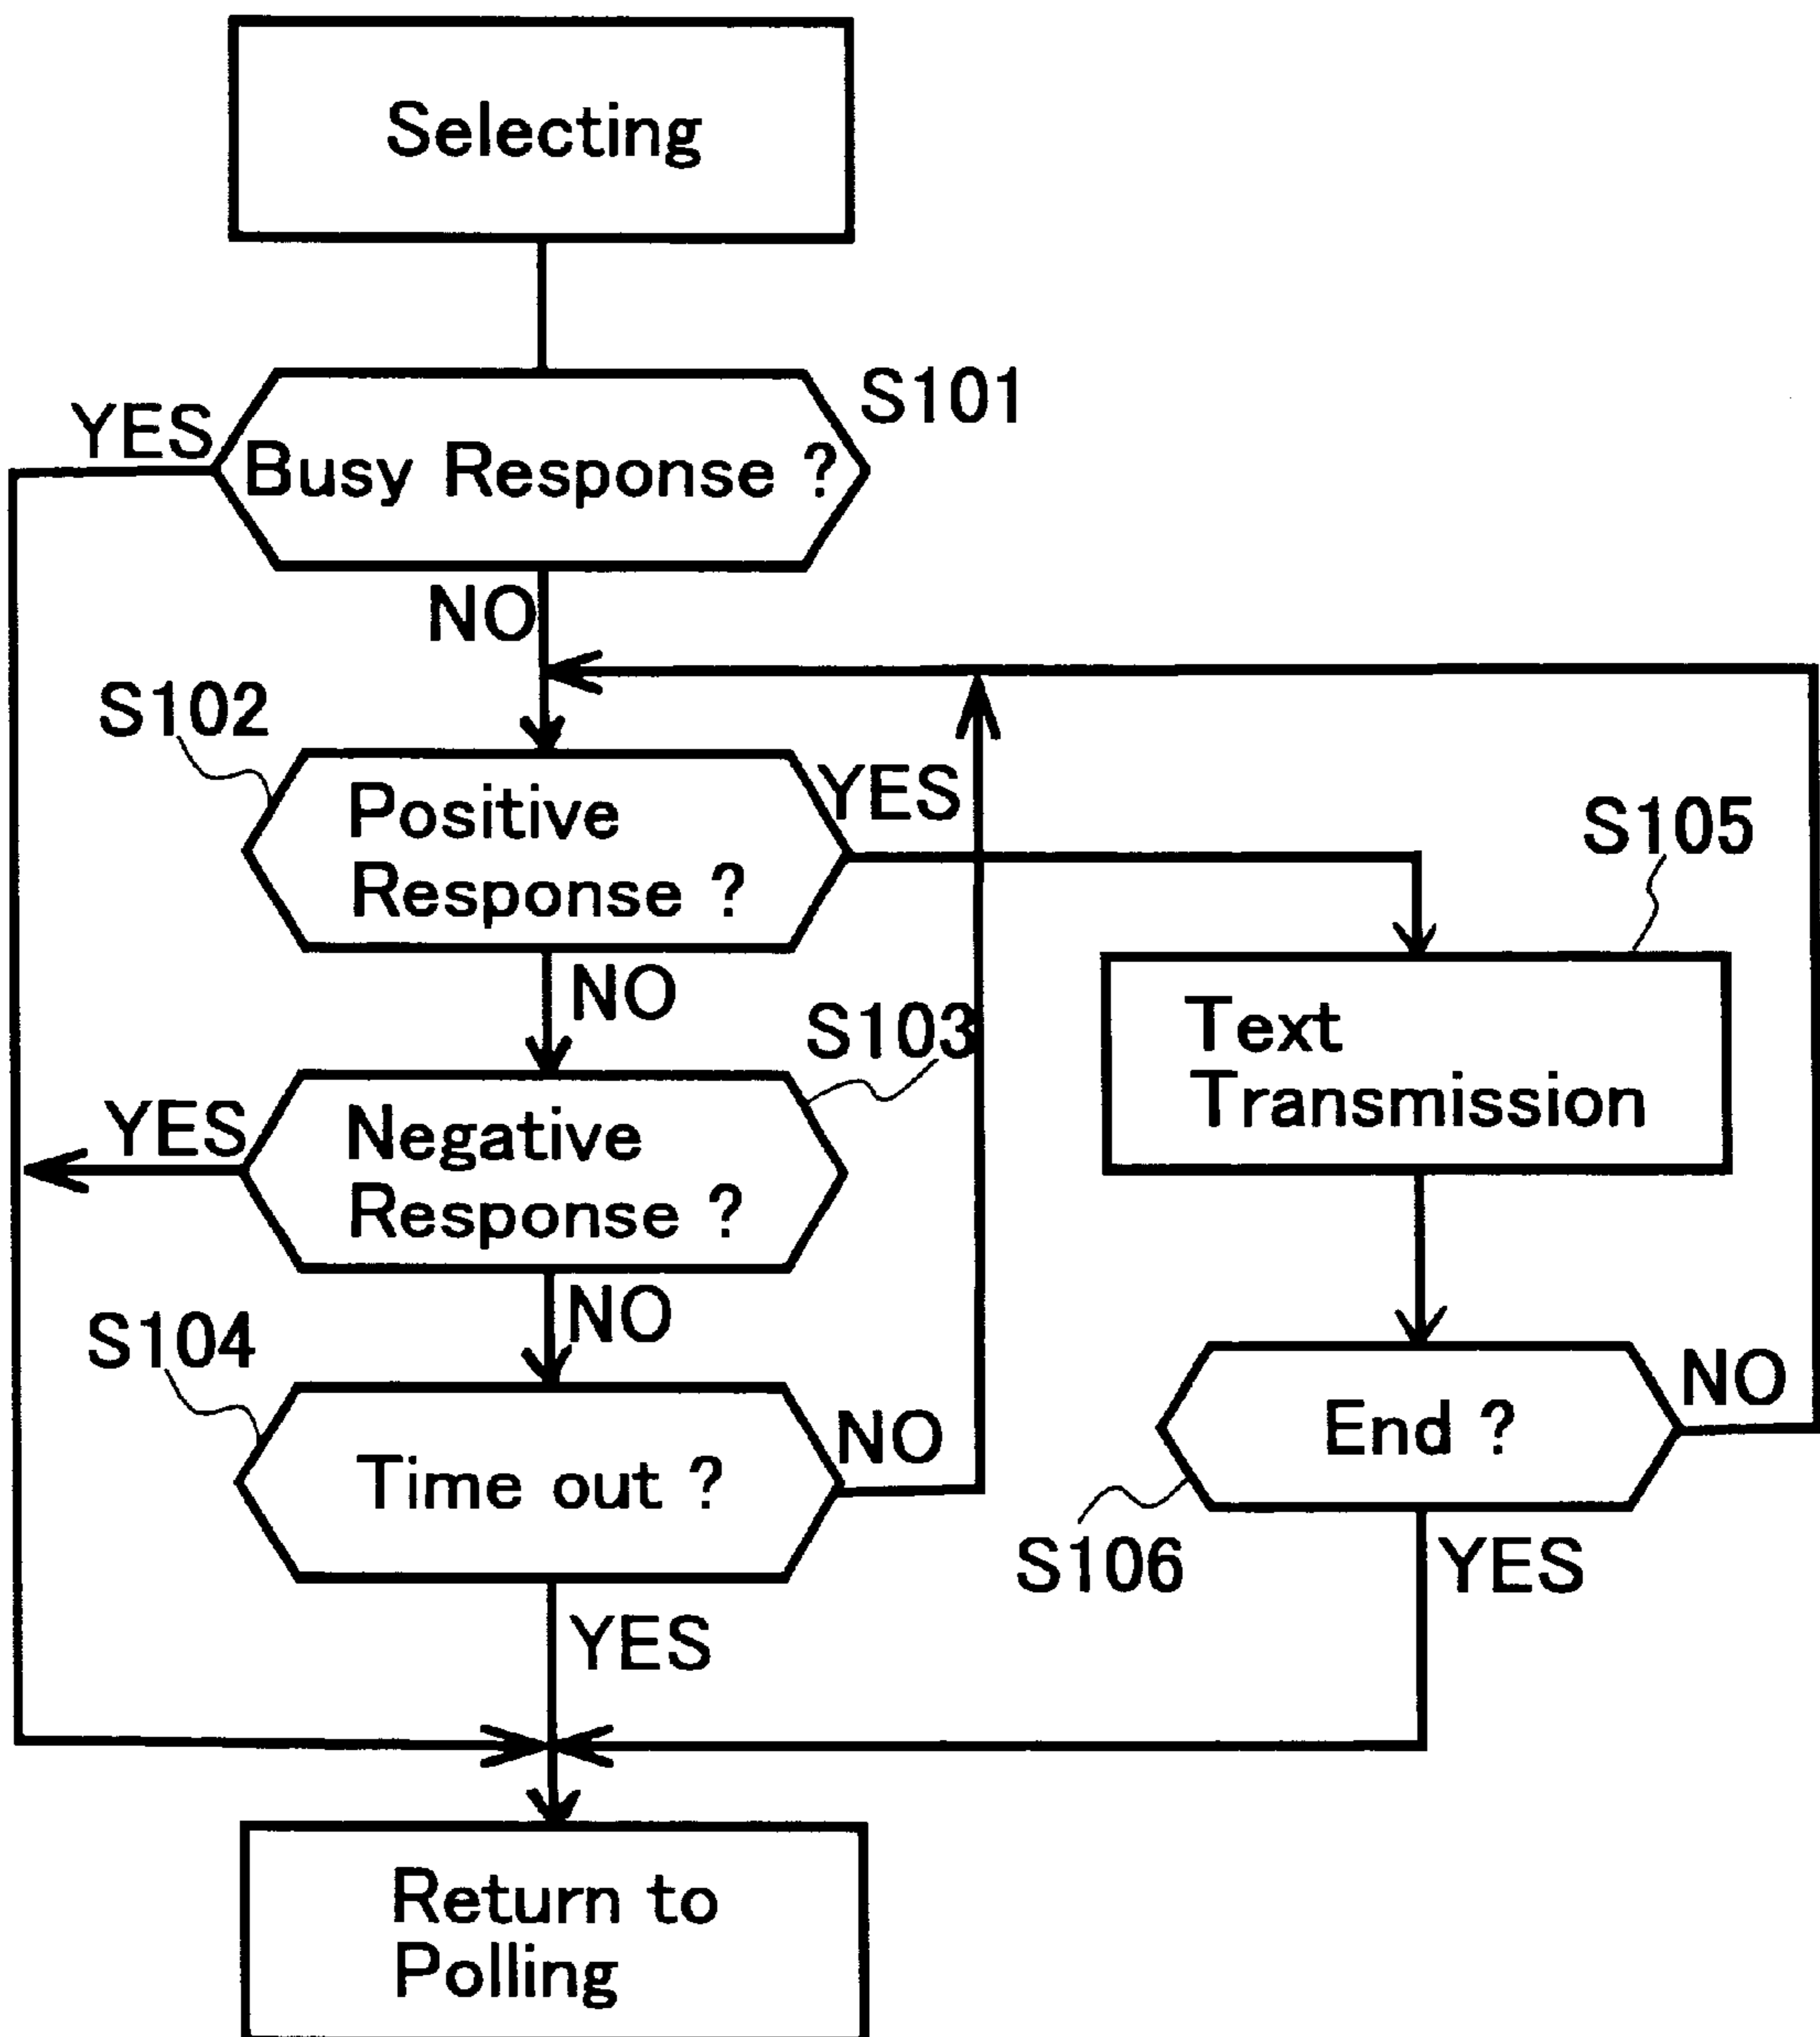 Selecting
S101
YES
Busy Response ?
NO
S102
Positive
Response ?
YES
S105
NO
Text
Transmission
S103
YES
Negative
Response ?
NO
S104
Time out ?
NO
End ?
NO
S106
YES
YES
Return to
Polling